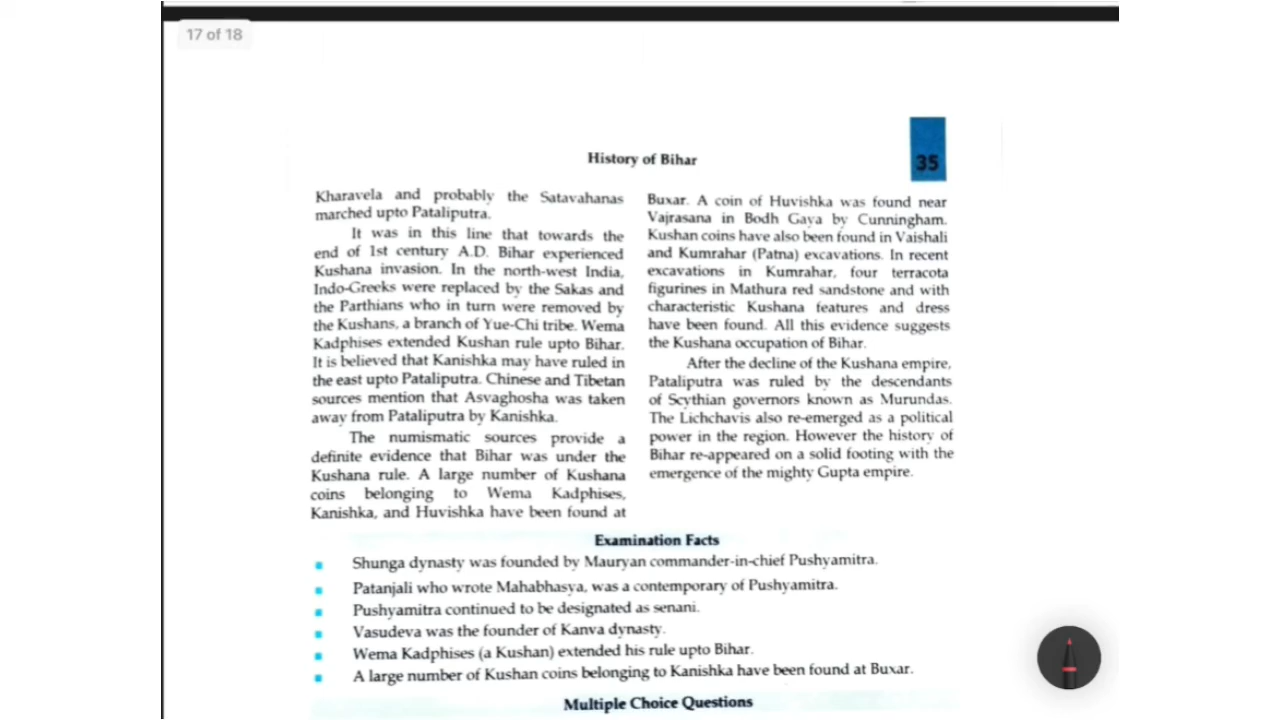 17 of 18
History of Bihar
35
Kharavela and probably the Satavahanas
marched upto Pataliputra.
It was in this line that towards the
end of 1st century A.D. Bihar experienced
Kushana invasion. In the north-west India,
Indo-Greeks were replaced by the Sakas and
the Parthians who in turn were removed by
the Kushans, a branch of Yue-Chi tribe. Wema
Kadphises extended Kushan rule upto Bihar.
It is believed that Kanishka may have ruled in
the east upto Pataliputra. Chinese and Tibetan
sources mention that Asvaghosha was taken
away from Pataliputra by Kanishka.
The numismatic sources provide a
definite evidence that Bihar was under the
Kushana rule. A large number of Kushana
coins belonging to Wema Kadphises,
Kanishka, and Huvishka have been found at
Buxar. A coin of Huvishka was found near
Vajrasana in Bodh Gaya by Cunningham.
Kushan coins have also been found in Vaishali
and Kumrahar (Patna) excavations. In recent
excavations in Kumrahar, four terracota
figurines in Mathura red sandstone and with
characteristic Kushana features and dress
have been found. All this evidence suggests
the Kushana occupation of Bihar.
After the decline of the Kushana empire,
Pataliputra was ruled by the descendants
of Scythian governors known as Murundas.
The Lichchavis also re-emerged as a political
power in the region. However the history of
Bihar re-appeared on a solid footing with the
emergence of the mighty Gupta empire.
Examination Facts
Shunga dynasty was founded by Mauryan commander-in-chief Pushyamitra.
Patanjali who wrote Mahabhasya, was a contemporary of Pushyamitra.
Pushyamitra continued to be designated as senani.
Vasudeva was the founder of Kanva dynasty.
Wema Kadphises (a Kushan) extended his rule upto Bihar.
A large number of Kushan coins belonging to Kanishka have been found at Buxar.
Multiple Choice Questions